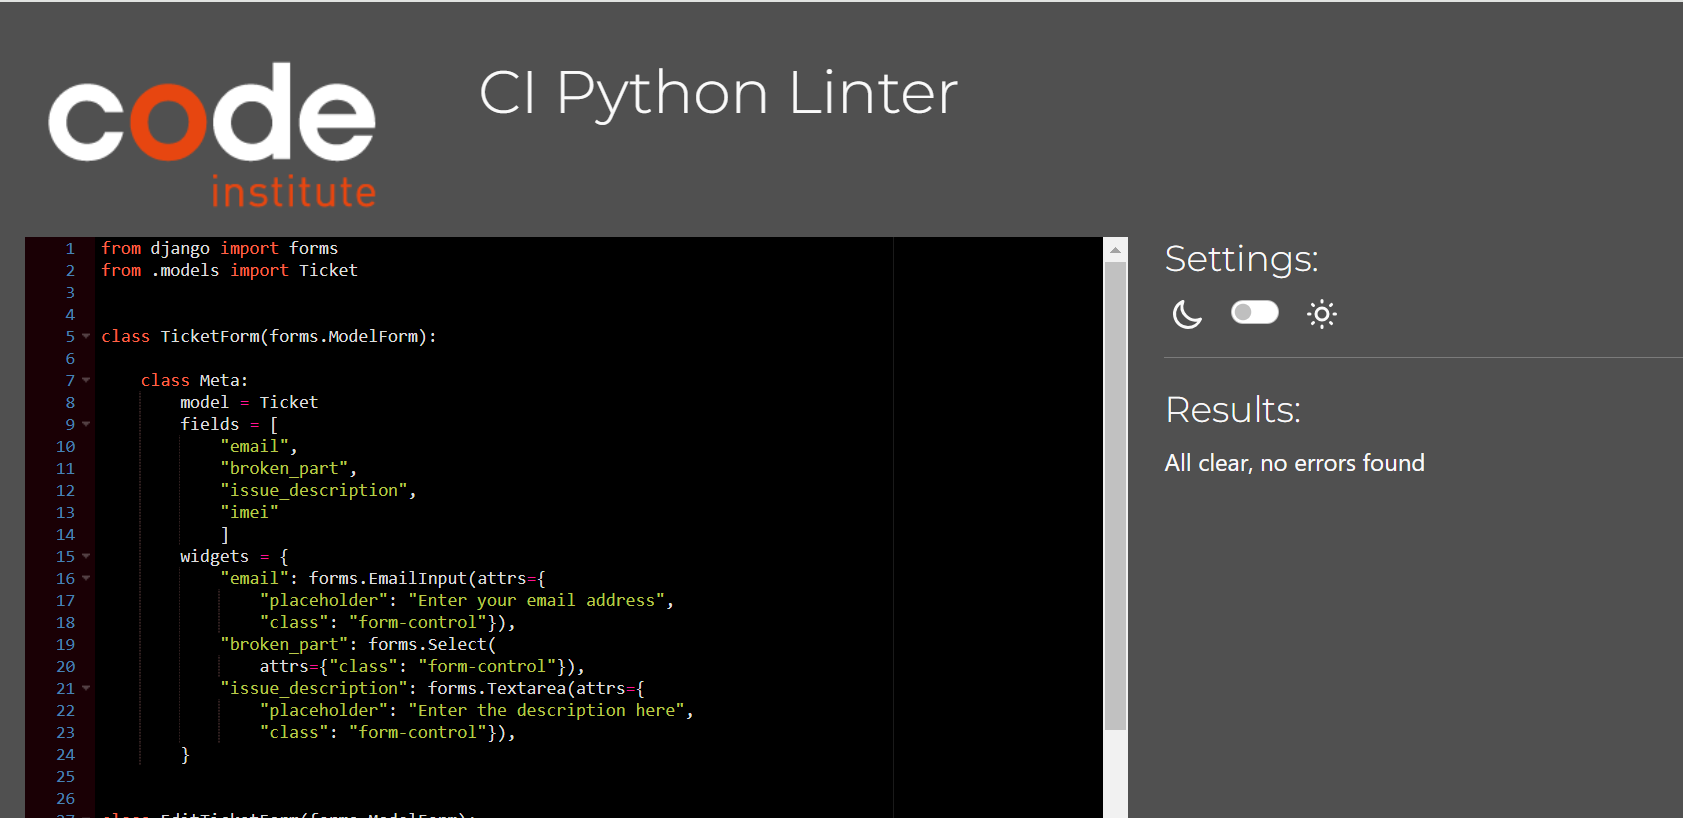 code
institute
CI Python Linter
1 from django import forms
2 from .models import Ticket
3
4
5 class TicketForm(forms.ModelForm):
6
7     class Meta:
8         model = Ticket
9         fields = [
10             "email",
11             "broken_part",
12             "issue_description",
13             "imei"
14             ]
15         widgets = {
16             "email": forms.EmailInput(attrs={
17                 "placeholder": "Enter your email address",
18                 "class": "form-control"}),
19             "broken_part": forms.Select(
20                 attrs={"class": "form-control"}),
21             "issue_description": forms.Textarea(attrs={
22                 "placeholder": "Enter the description here",
23                 "class": "form-control"}),
24         }
25
26
27 class EditTicketForm(forms.ModelForm):
Settings:
Results:
All clear, no errors found